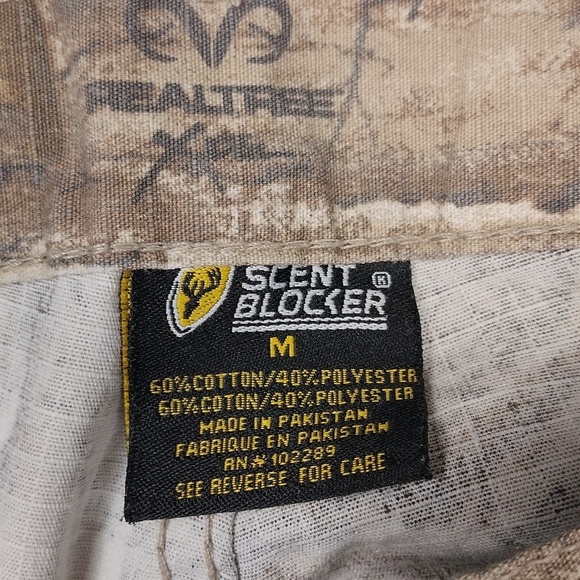 REALTREE
Xtra
SCENT
BLOCKER
M
60%COTTON/40%POLYESTER
60%COTON/40%POLYESTER
MADE IN PAKISTAN
FABRIQUE EN PAKISTAN
RN# 102289
SEE REVERSE FOR CARE